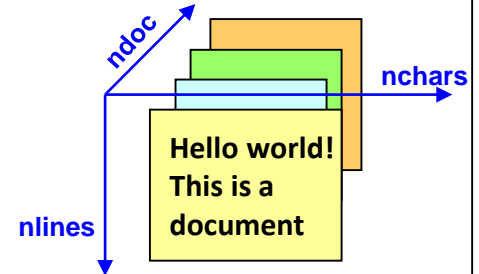 ndoc
nchars
Hello world!
This is a
document
nlines